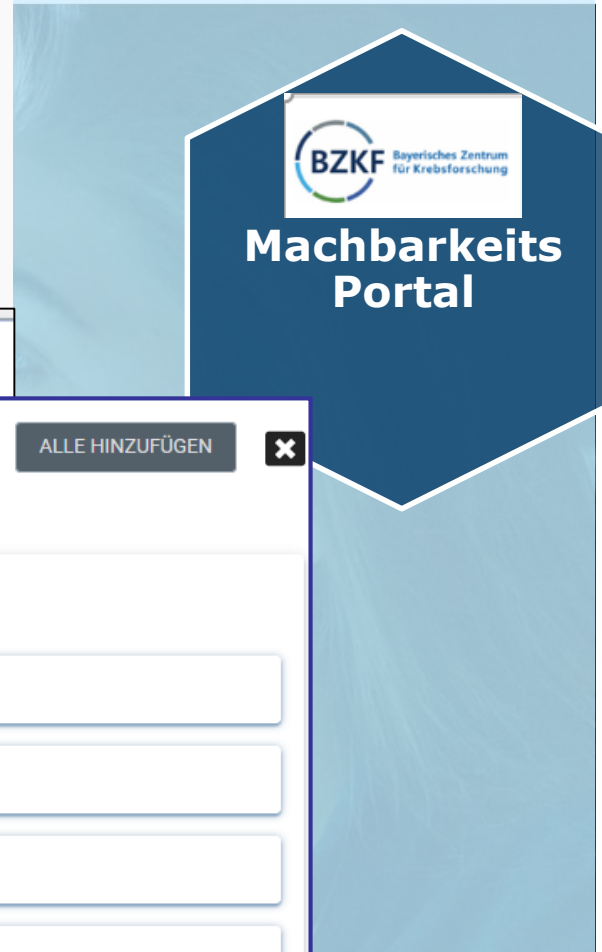 BZKF Bayerisches Zentrum
für Krebsforschung
Machbarkeits
Portal
ALLE HINZUFÜGEN